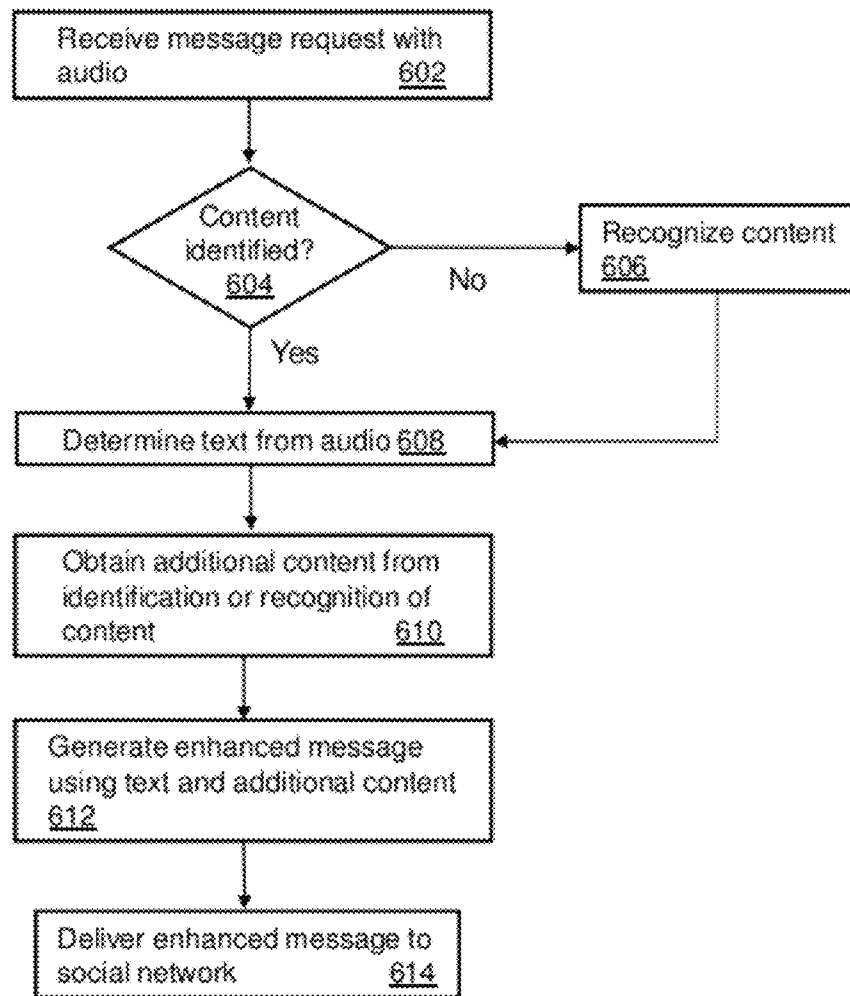 Receive message request with
audio 602
Content
identified?
604
No
Recognize content
606
Yes
Determine text from audio 608
Obtain additional content from
identification or recognition of
content 610
Generate enhanced message
using text and additional content
612
Deliver enhanced message to
social network 614